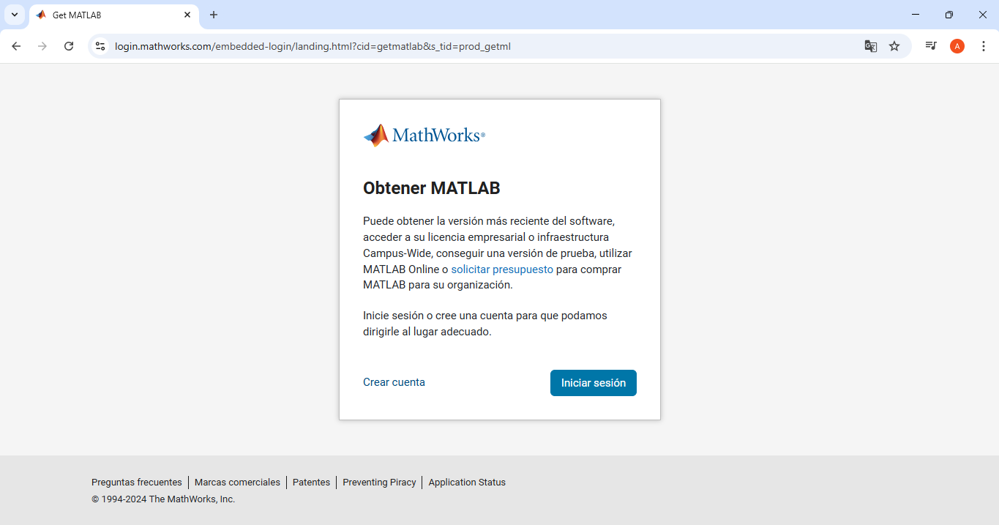 Get MATLAB
login.mathworks.com/embedded-login/landing.html?cid=getmatlab&s_tid=prod_getml
A
MathWorks®
Obtener MATLAB
Puede obtener la versión más reciente del software,
acceder a su licencia empresarial o infraestructura
Campus-Wide, conseguir una versión de prueba, utilizar
MATLAB Online o solicitar presupuesto para comprar
MATLAB para su organización.
Inicie sesión o cree una cuenta para que podamos
dirigirle al lugar adecuado.
Crear cuenta
Iniciar sesión
Preguntas frecuentes | Marcas comerciales | Patentes | Preventing Piracy | Application Status
© 1994-2024 The MathWorks, Inc.